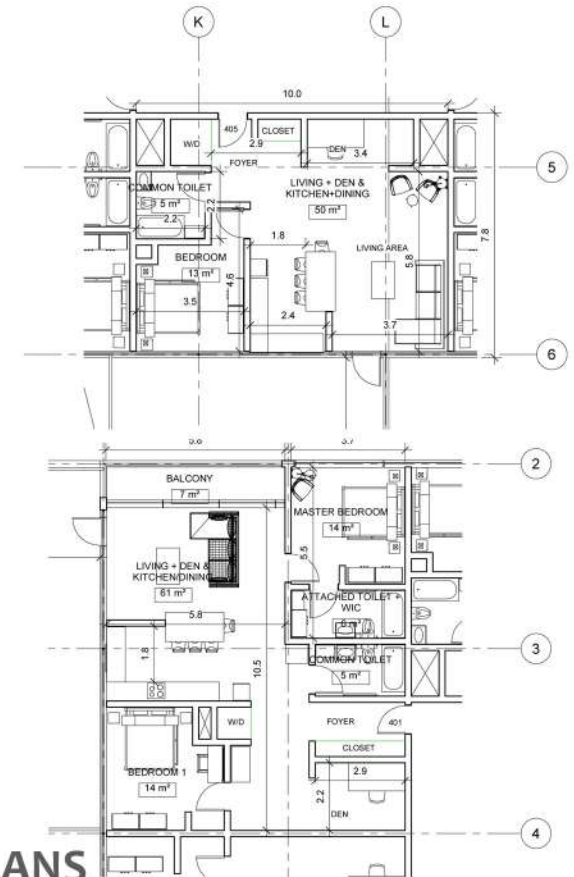 K
L
10.0
405
CLOSET
W/D
2.9
DEN
3.4
5
FOYER
COMMON TOILET
5 m²
2.2
2.2
LIVING + DEN &
KITCHEN+DINING
50 m²
7.8
1.8
LIVING AREA
BEDROOM
13 m²
4.6
5.8
3.5
2.4
3.7
6
5.8
3.7
2
BALCONY
7 m²
MASTER BEDROOM
14 m²
5.5
LIVING + DEN &
KITCHEN/DINING
61 m²
ATTACHED TOILET +
WIC
6 m²
5.8
3
COMMON TOILET
5 m²
1.8
10.5
W/D
FOYER
401
CLOSET
BEDROOM 1
14 m²
2.9
2.2
DEN
4
ANS